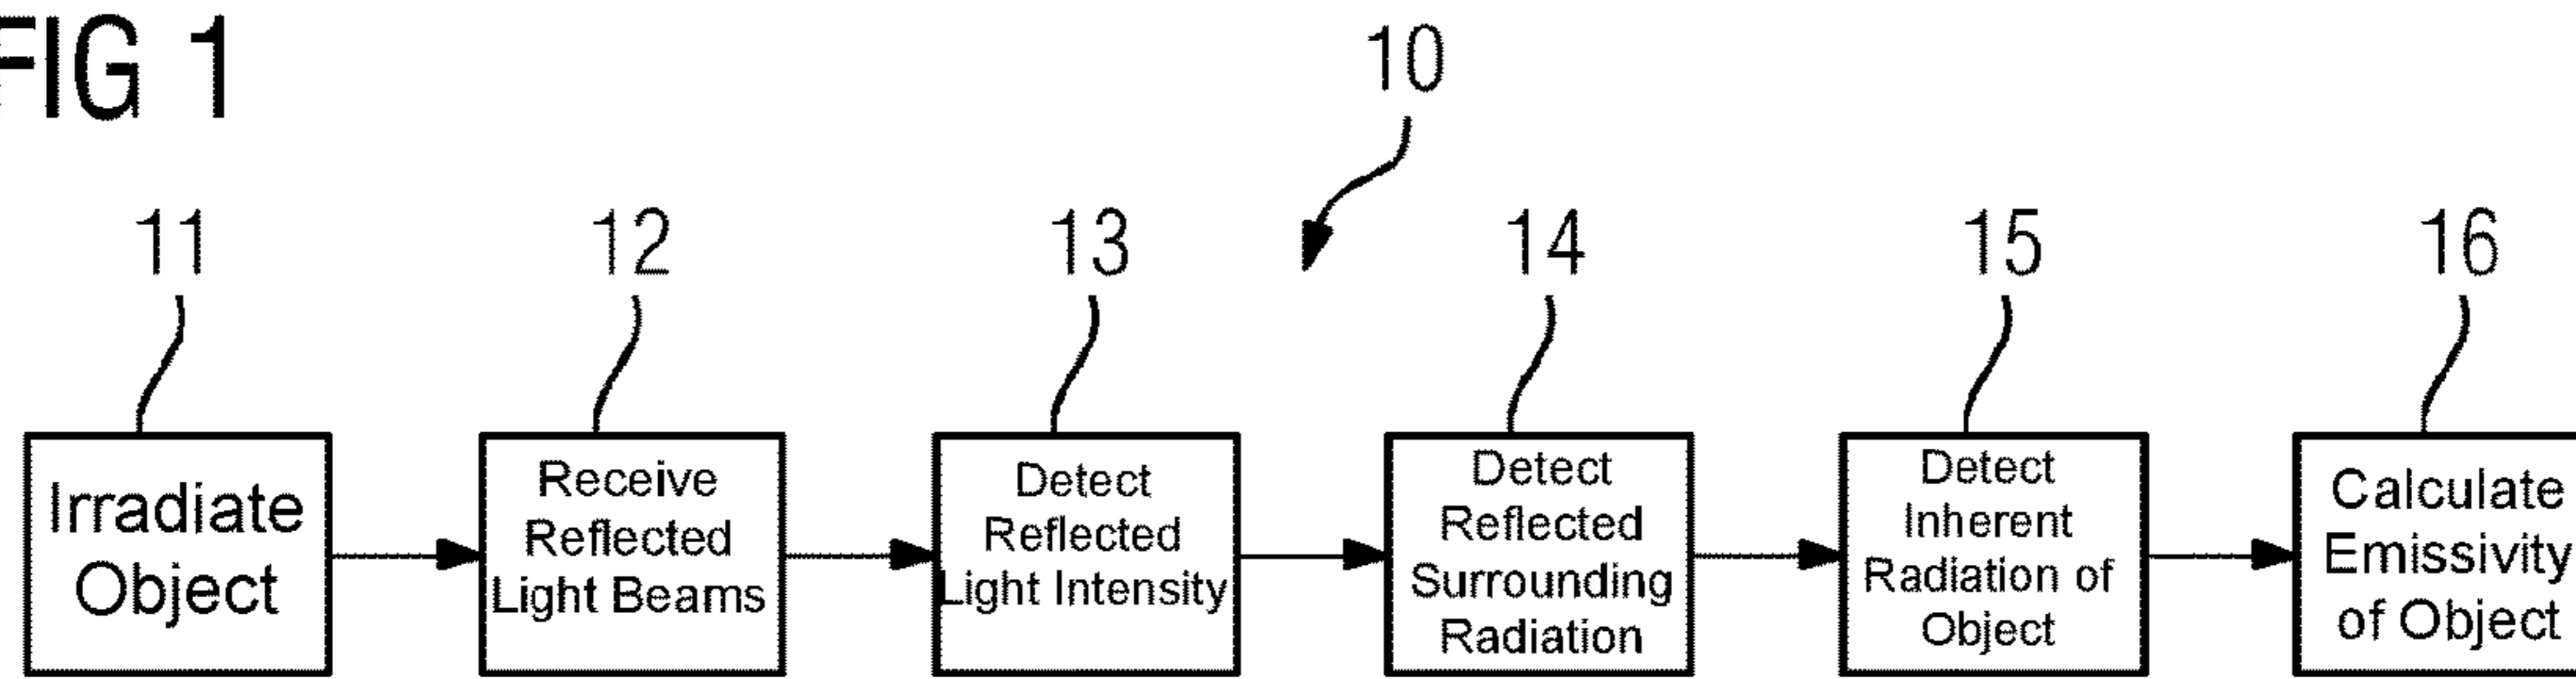 FIG 1
10
11
12
13
14
15
16
Irradiate
Object
Receive
Reflected
Light Beams
Detect
Reflected
Light Intensity
Detect
Reflected
Surrounding
Radiation
Detect
Inherent
Radiation of
Object
Calculate
Emissivity
of Object